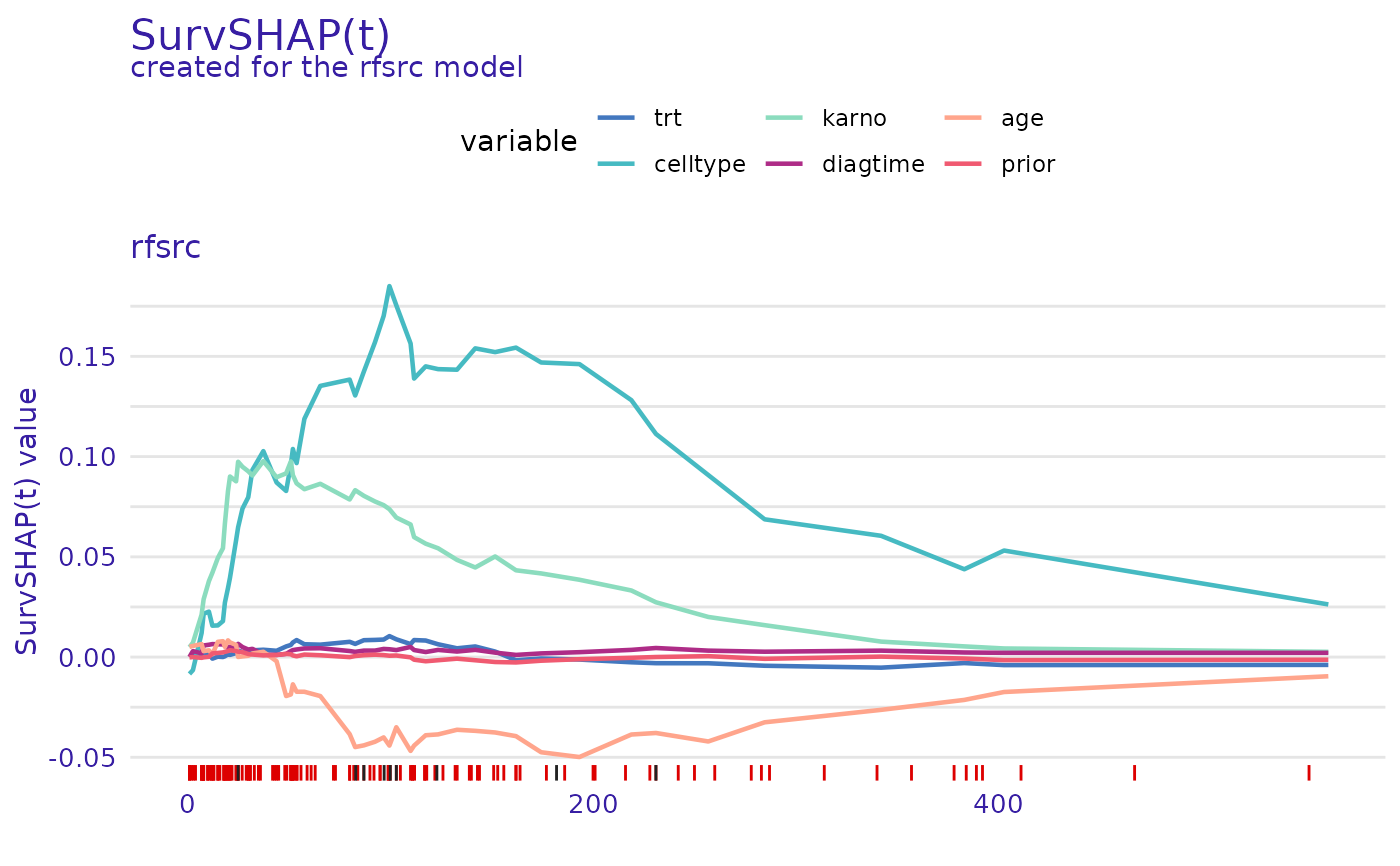 SurvSHAP(t)
created for the rfsrc model
variable
trt
karno
age
celltype
diagtime
prior
rfsrc
SurvSHAP(t) value
0.15
0.10
0.05
0.00
-0.05
0
200
400